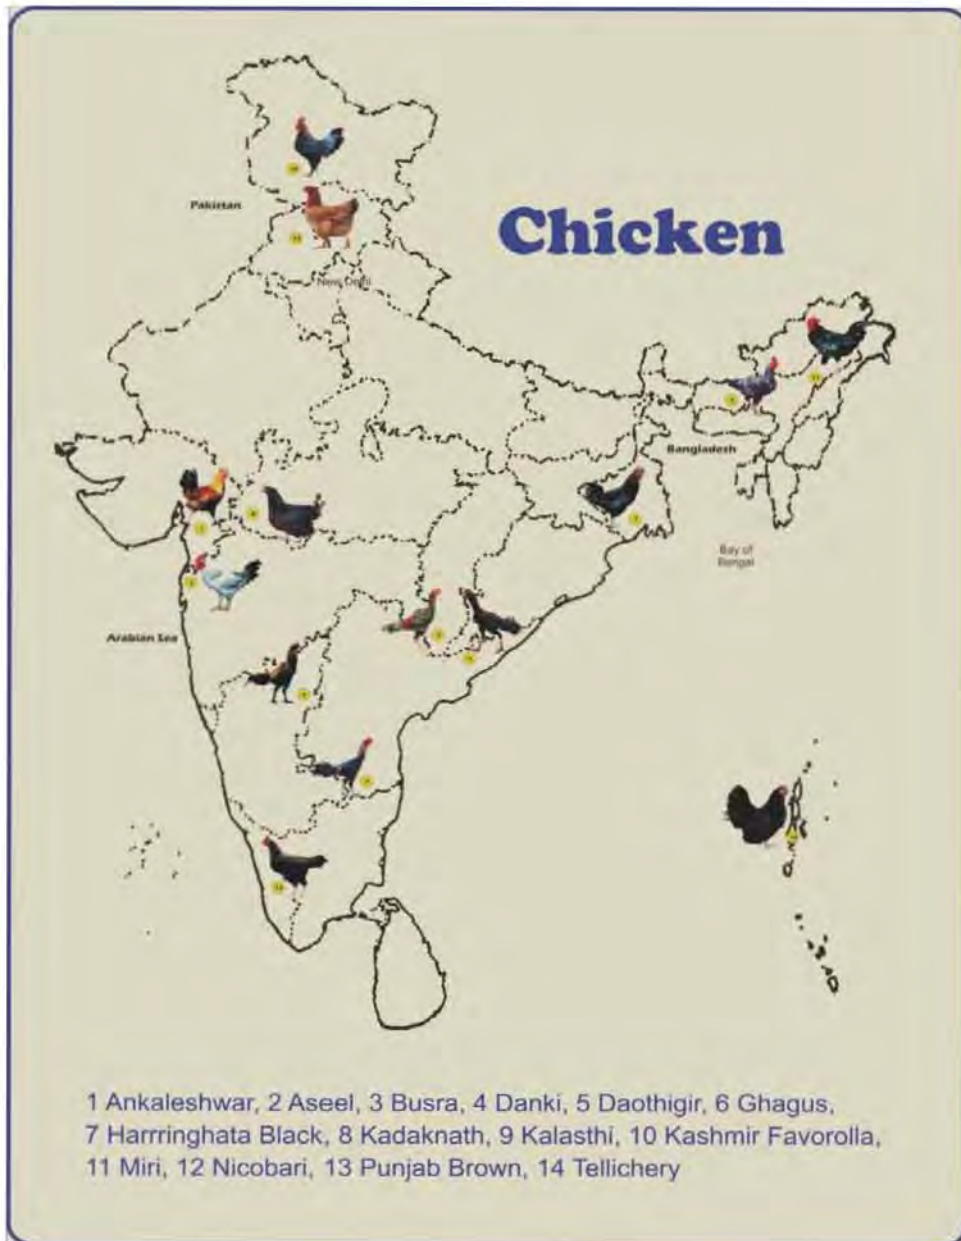 Pakistan
Chicken
New Delhi
Bangladesh
Bay of
Bengal
Arabian Sea
1 Ankaleshwar, 2 Aseel, 3 Busra, 4 Danki, 5 Daothigir, 6 Ghagus,
7 Harrringhata Black, 8 Kadaknath, 9 Kalasthi, 10 Kashmir Favorolla,
11 Miri, 12 Nicobari, 13 Punjab Brown, 14 Tellichery